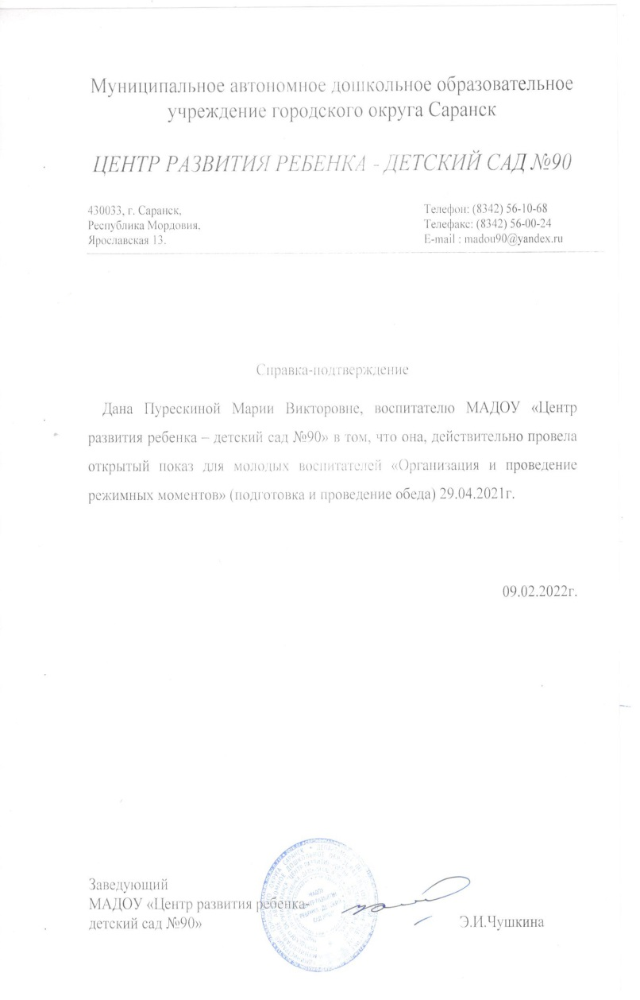 Муниципальное автономное дошкольное образовательное
учреждение городского округа Саранск
ЦЕНТР РАЗВИТИЯ РЕБЕНКА - ДЕТСКИЙ САД №90
430033, г. Саранск,
Республика Мордовия,
Ярославская 13.
Телефон: (8342) 56-10-68
Телефакс: (8342) 56-00-24
E-mail : madou90@yandex.ru
Справка-подтверждение
Дана Пурескиной Марии Викторовне, воспитателю МАДОУ «Центр
развития ребенка – детский сад №90» в том, что она, действительно провела
открытый показ для молодых воспитателей «Организация и проведение
режимных моментов» (подготовка и проведение обеда) 29.04.2021г.
09.02.2022г.
Заведующий
МАДОУ «Центр развития ребенка-
детский сад №90»
Э.И.Чушкина